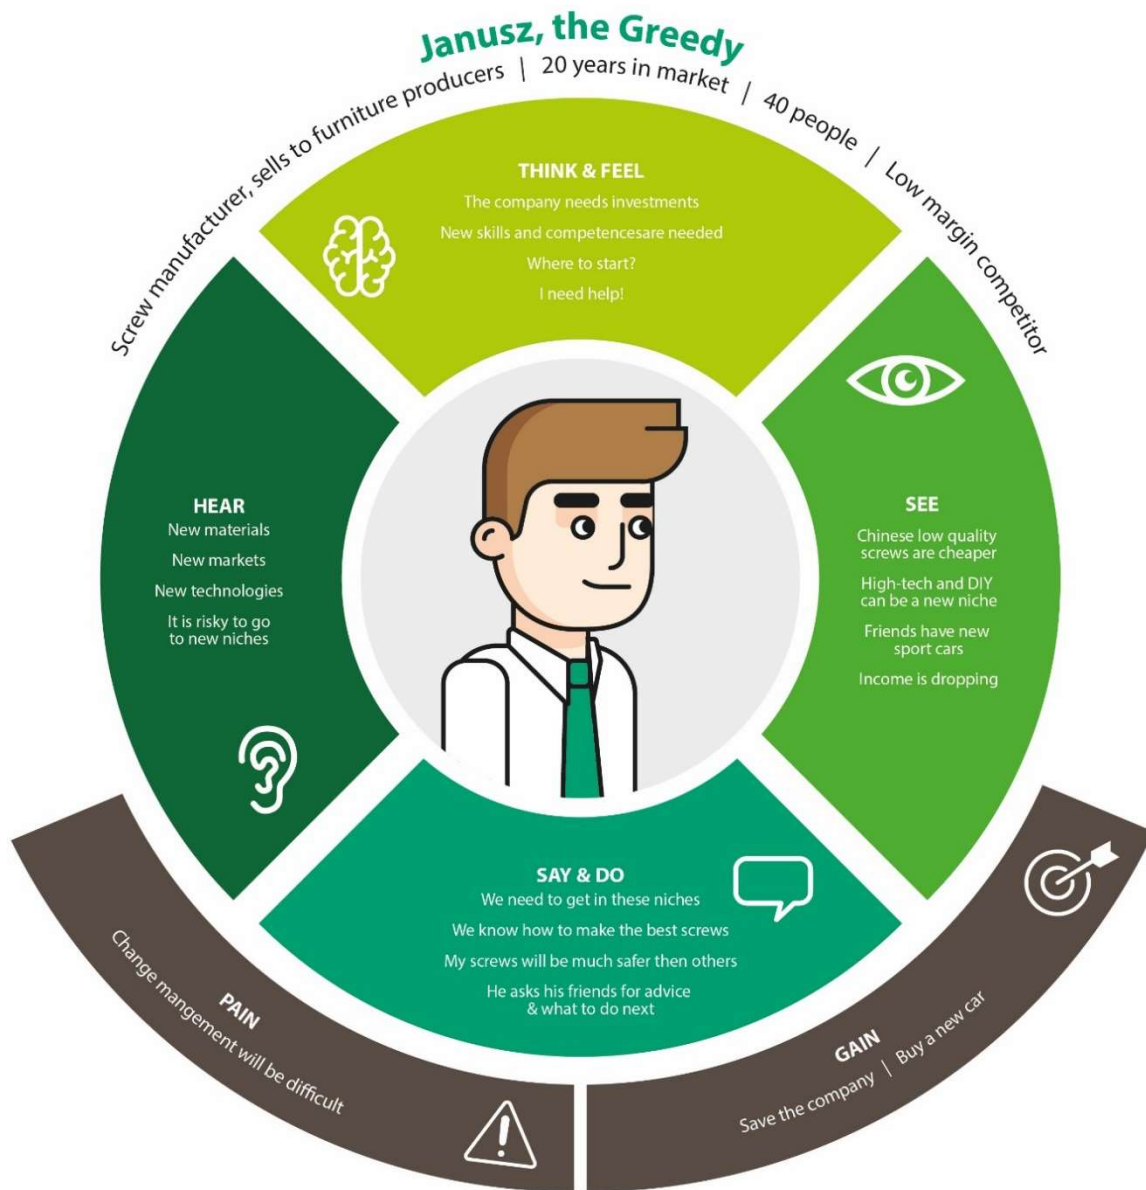 Janusz, the Greedy
Screw manufacturer, sells to furniture producers | 20 years in market | 40 people | Low margin competitor
THINK & FEEL
The company needs investments
New skills and competencesare needed
Where to start?
I need help!
HEAR
New materials
New markets
New technologies
It is risky to go
to new niches
SEE
Chinese low quality
screws are cheaper
High-tech and DIY
can be a new niche
Friends have new
sport cars
Income is dropping
SAY & DO
We need to get in these niches
We know how to make the best screws
My screws will be much safer then others
He asks his friends for advice
& what to do next
PAIN
Change mangement will be difficult
GAIN
Save the company | Buy a new car